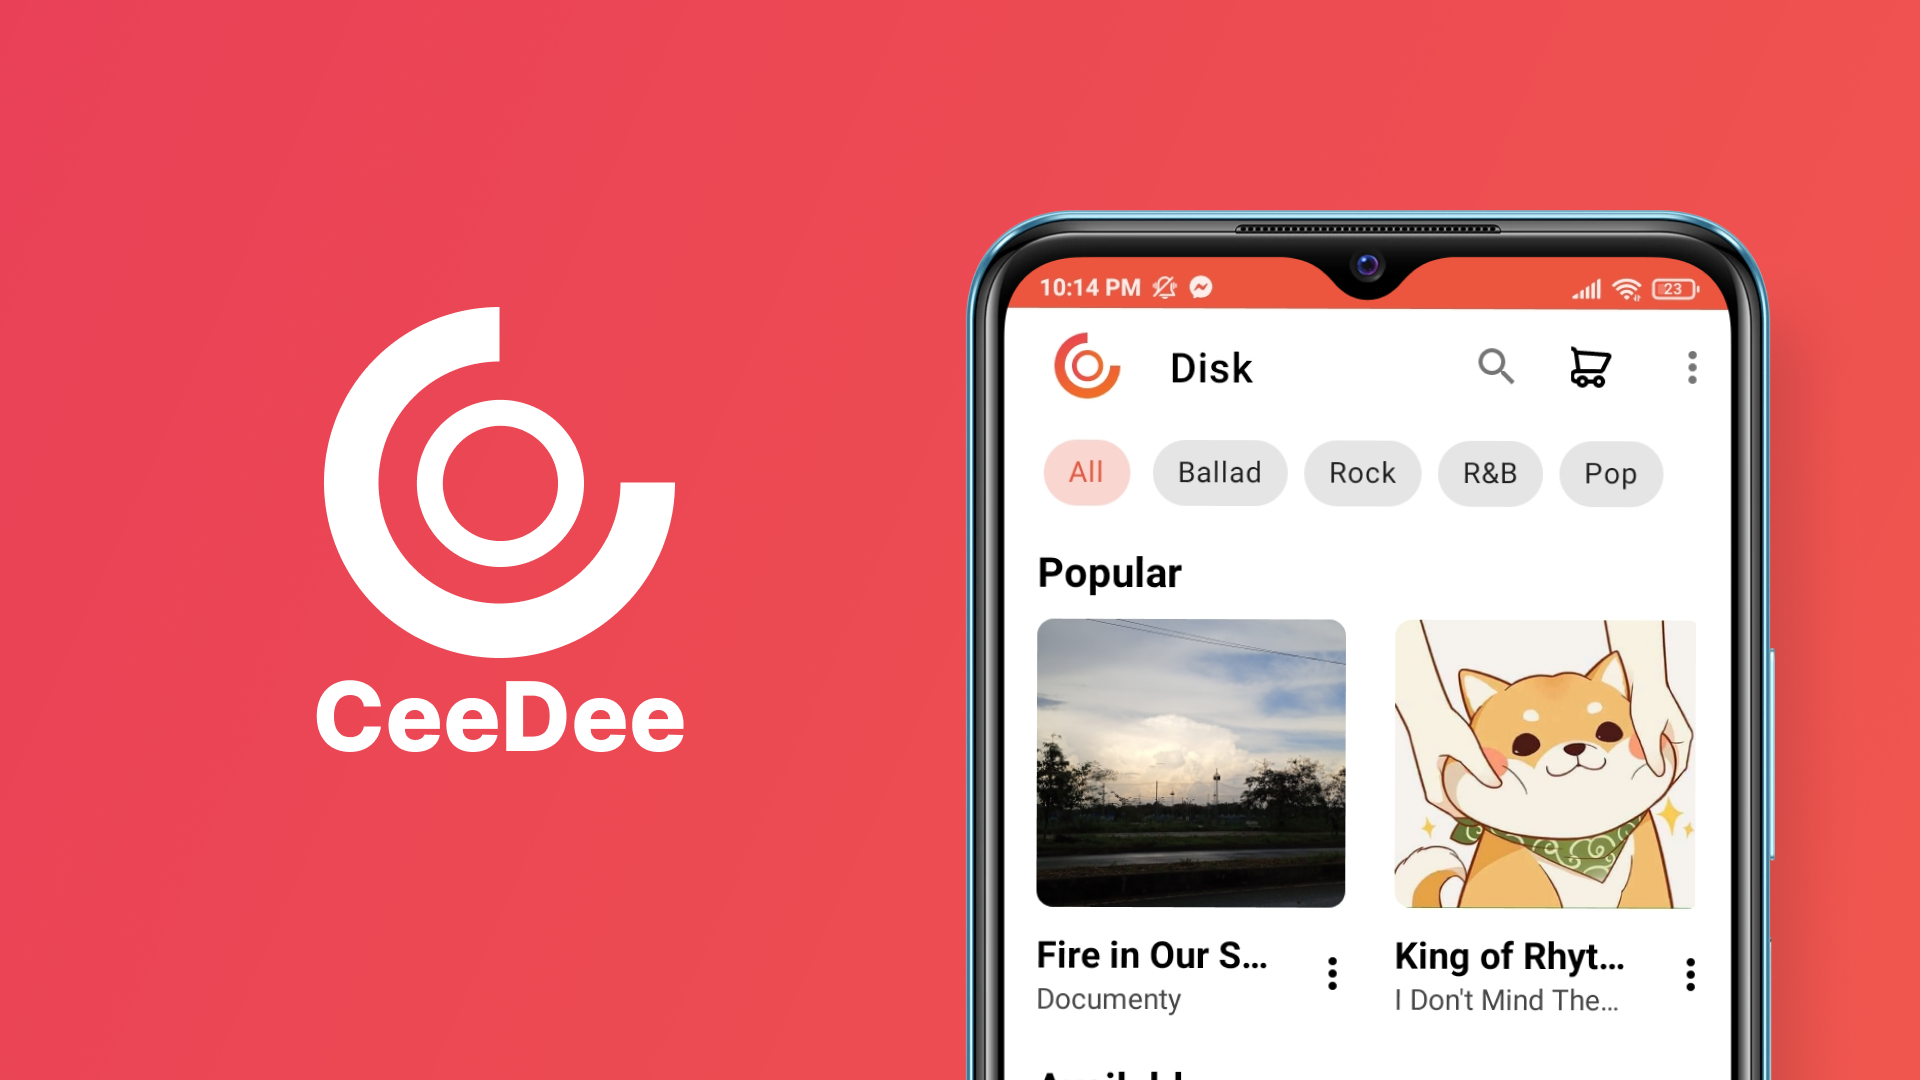 CeeDee
10:14 PM
23
Disk
All Ballad Rock R&B Pop
Popular
Fire in Our S...
Documenty
King of Rhyt...
I Don't Mind The...